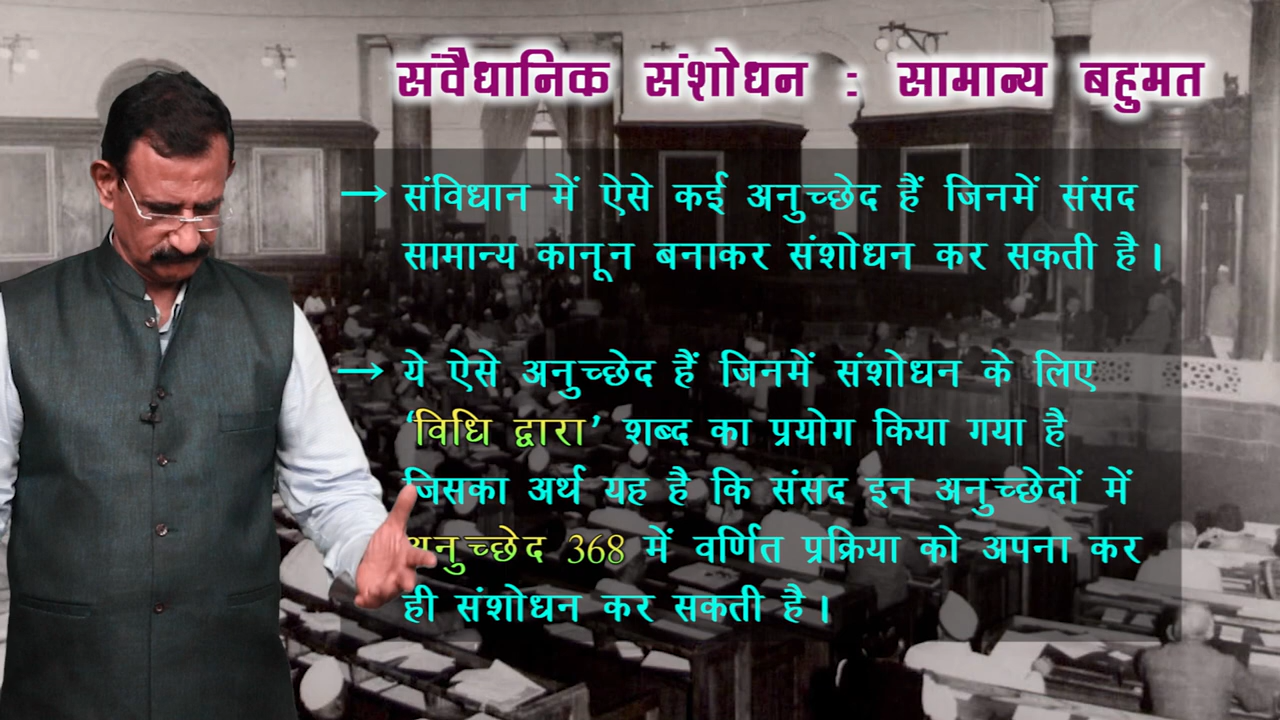 संवैधानिक संशोधन : सामान्य बहुमत
→ संविधान में ऐसे कई अनुच्छेद हैं जिनमें संसद
सामान्य कानून बनाकर संशोधन कर सकती है।
→ ये ऐसे अनुच्छेद हैं जिनमें संशोधन के लिए
‘विधि द्वारा’ शब्द का प्रयोग किया गया है
जिसका अर्थ यह है कि संसद इन अनुच्छेदों में
अनुच्छेद 368 में वर्णित प्रक्रिया को अपना कर
ही संशोधन कर सकती है।